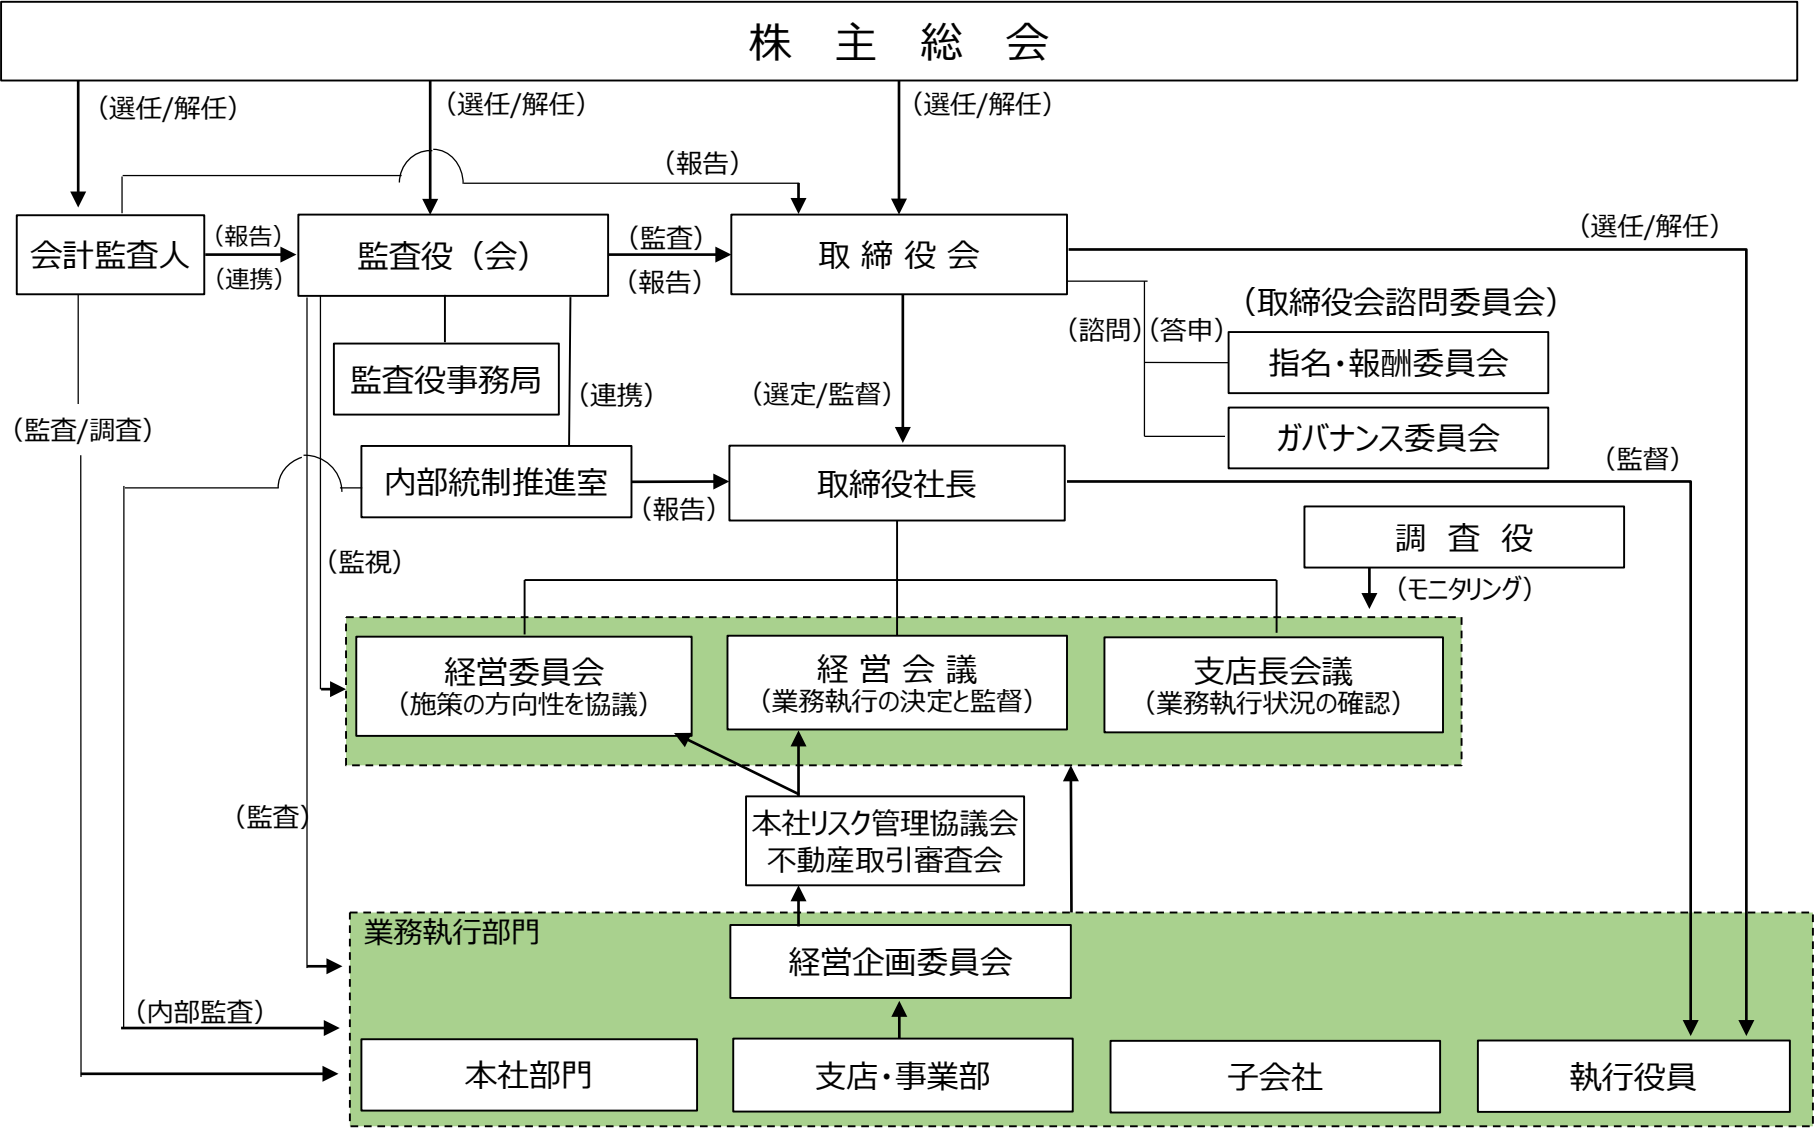 株 主 総 会
（選任/解任）
（選任/解任）
（選任/解任）
（報告）
（選任/解任）
会計監査人
（報告）
（連携）
監査役（会）
（監査）
（報告）
取 締 役 会
（取締役会諮問委員会）
（諮問）（答申）
指名・報酬委員会
監査役事務局
（連携）
（選定/監督）
ガバナンス委員会
（監査/調査）
（監督）
内部統制推進室
（報告）
取締役社長
調 査 役
（モニタリング）
（監視）
経営委員会
（施策の方向性を協議）
経 営 会 議
（業務執行の決定と監督）
支店長会議
（業務執行状況の確認）
（監査）
本社リスク管理協議会
不動産取引審査会
業務執行部門
経営企画委員会
（内部監査）
本社部門
支店・事業部
子会社
執行役員